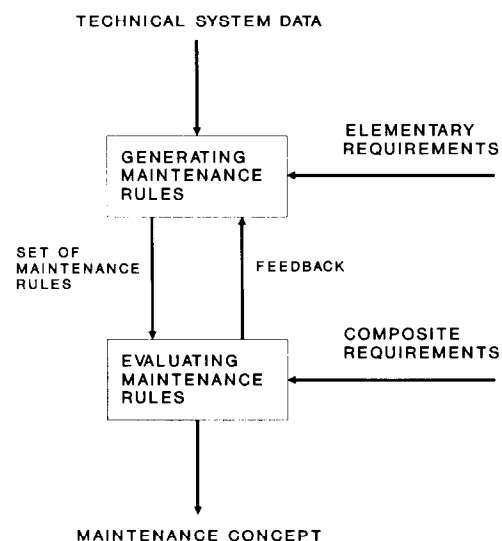 TECHNICAL SYSTEM DATA
GENERATING
MAINTENANCE
RULES
ELEMENTARY
REQUIREMENTS
SET OF
MAINTENANCE
RULES
FEEDBACK
EVALUATING
MAINTENANCE
RULES
COMPOSITE
REQUIREMENTS
MAINTENANCE CONCEPT